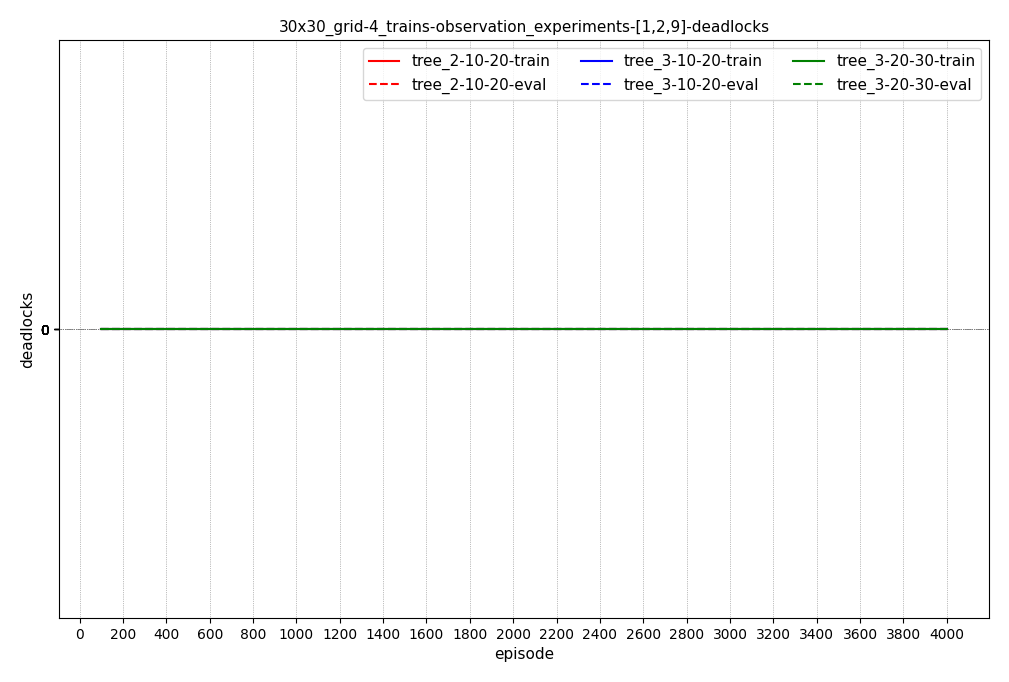 30x30_grid-4_trains-observation_experiments-[1,2,9]-deadlocks
tree_2-10-20-train tree_3-10-20-train tree_3-20-30-train
tree_2-10-20-eval tree_3-10-20-eval tree_3-20-30-eval
deadlocks
0
0 200 400 600 800 1000 1200 1400 1600 1800 2000 2200 2400 2600 2800 3000 3200 3400 3600 3800 4000
episode